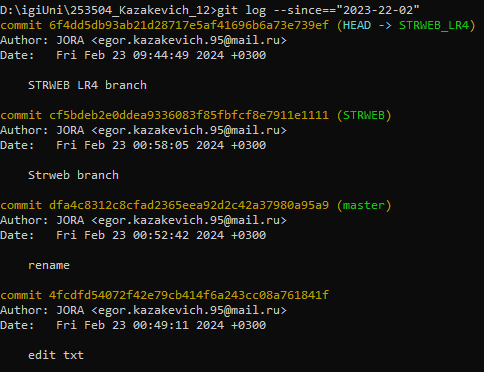 D:\igiUni\253504_Kazakevich_12>git log --since=="2023-22-02"
commit 6f4dd5db93ab21d28717e5af41696b6a73e739ef (HEAD -> STRWEB_LR4)
Author: JORA <egor.kazakevich.95@mail.ru>
Date:   Fri Feb 23 09:44:49 2024 +0300
    STRWEB LR4 branch
commit cf5bdeb2e0ddea9336083f85fbfcf8e7911e1111 (STRWEB)
Author: JORA <egor.kazakevich.95@mail.ru>
Date:   Fri Feb 23 00:58:05 2024 +0300
    Strweb branch
commit dfa4c8312c8cfad2365eea92d2c42a37980a95a9 (master)
Author: JORA <egor.kazakevich.95@mail.ru>
Date:   Fri Feb 23 00:52:42 2024 +0300
    rename
commit 4fcdfd54072f42e79cb414f6a243cc08a761841f
Author: JORA <egor.kazakevich.95@mail.ru>
Date:   Fri Feb 23 00:49:11 2024 +0300
    edit txt